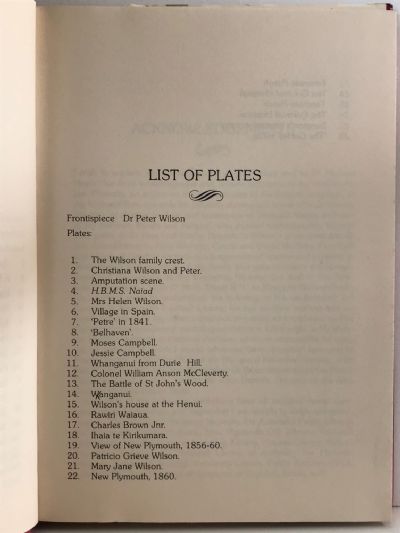 LIST OF PLATES
Frontispiece Dr Peter Wilson
Plates:
1. The Wilson family crest.
2. Christiana Wilson and Peter.
3. Amputation scene.
4. H.B.M.S. Naiad
5. Mrs Helen Wilson.
6. Village in Spain.
7. 'Petre' in 1841.
8. 'Belhaven'.
9. Moses Campbell.
10. Jessie Campbell.
11. Whanganui from Durie Hill.
12. Colonel William Anson McCleverty.
13. The Battle of St John's Wood.
14. Wanganui.
15. Wilson's house at the Henui.
16. Rawiri Waiaua.
17. Charles Brown Jnr.
18. Ihaia te Kirikumara.
19. View of New Plymouth, 1856-60.
20. Patricio Grieve Wilson.
21. Mary Jane Wilson.
22. New Plymouth, 1860.